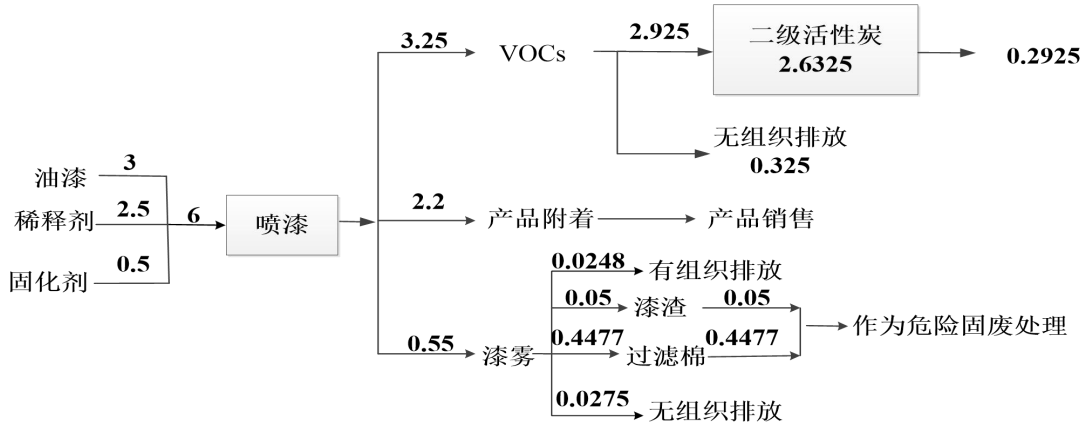 3.25
VOCs
2.925
二级活性炭
2.6325
0.2925
无组织排放
0.325
油漆
3
稀释剂
2.5
固化剂
0.5
6
喷漆
2.2
产品附着
产品销售
0.55
漆雾
0.0248
有组织排放
0.05
漆渣
0.05
0.4477
过滤棉
0.4477
作为危险固废处理
0.0275
无组织排放